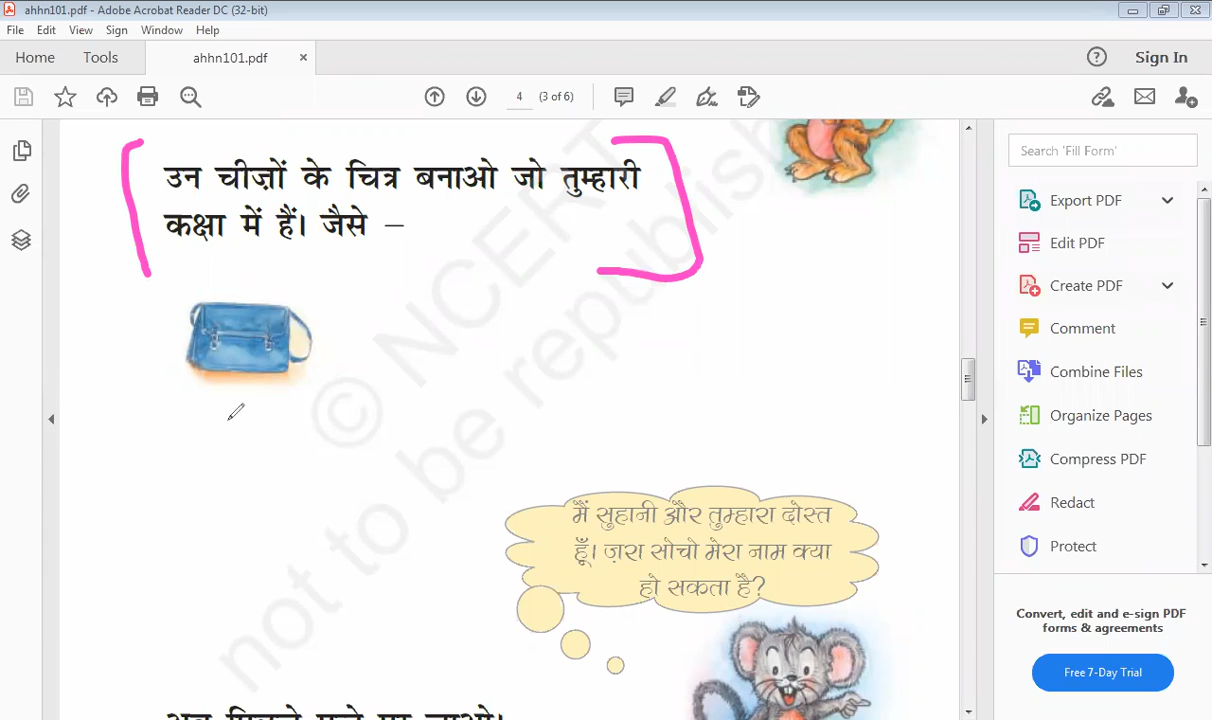 ahhn101.pdf - Adobe Acrobat Reader DC (32-bit)
File Edit View Sign Window Help
Home Tools ahhn101.pdf × Sign In
4 (3 of 6)
उन चीज़ों के चित्र बनाओ जो तुम्हारी
कक्षा में हैं। जैसे –
© NCERT
not to be republish
मैं सुहानी और तुम्हारा दोस्त
हूँ। ज़रा सोचो मेरा नाम क्या
हो सकता है?
Search 'Fill Form'
Export PDF
Edit PDF
Create PDF
Comment
Combine Files
Organize Pages
Compress PDF
Redact
Protect
Convert, edit and e-sign PDF
forms & agreements
Free 7-Day Trial